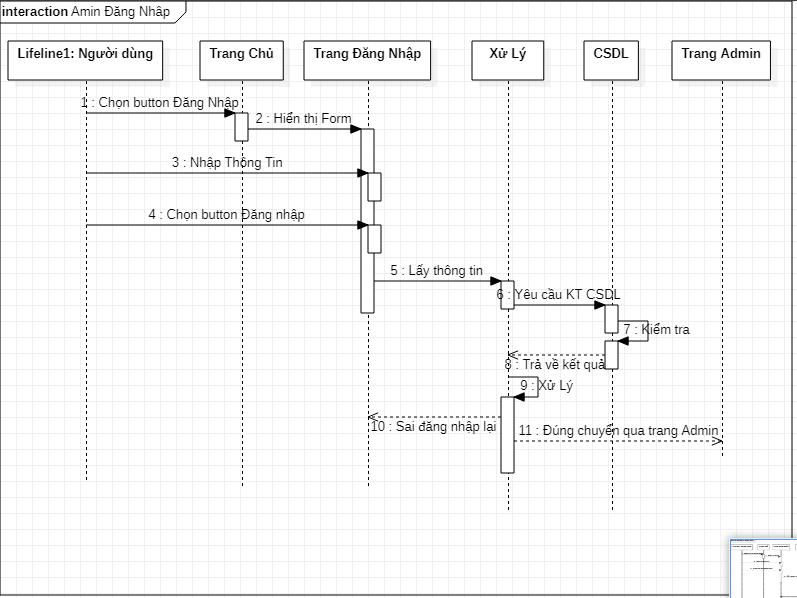 interaction Amin Đăng Nhâp
Lifeline1: Người dùng
Trang Chủ
Trang Đăng Nhập
Xử Lý
CSDL
Trang Admin
1 : Chọn button Đăng Nhập
2 : Hiển thị Form
3 : Nhập Thông Tin
4 : Chọn button Đăng nhập
5 : Lấy thông tin
6 : Yêu cầu KT CSDL
7 : Kiểm tra
8 : Trả về kết quả
9 : Xử Lý
10 : Sai đăng nhập lại
11 : Đúng chuyển qua trang Admin